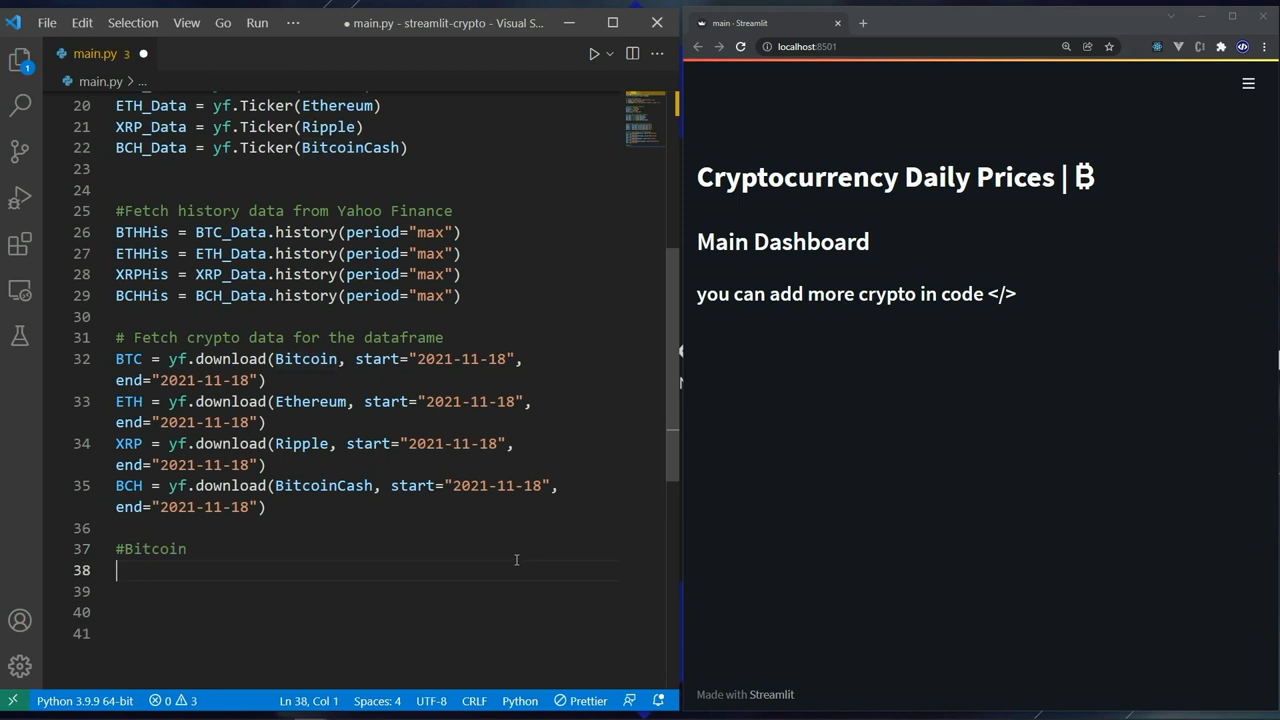 File Edit Selection View Go Run ··· ● main.py - streamlit-crypto - Visual S...
main.py 3 ●
main.py > ...
20 ETH_Data = yf.Ticker(Ethereum)
21 XRP_Data = yf.Ticker(Ripple)
22 BCH_Data = yf.Ticker(BitcoinCash)
23
24
25 #Fetch history data from Yahoo Finance
26 BTHHis = BTC_Data.history(period="max")
27 ETHHis = ETH_Data.history(period="max")
28 XRPHis = XRP_Data.history(period="max")
29 BCHHis = BCH_Data.history(period="max")
30
31 # Fetch crypto data for the dataframe
32 BTC = yf.download(Bitcoin, start="2021-11-18",
end="2021-11-18")
33 ETH = yf.download(Ethereum, start="2021-11-18",
end="2021-11-18")
34 XRP = yf.download(Ripple, start="2021-11-18",
end="2021-11-18")
35 BCH = yf.download(BitcoinCash, start="2021-11-18",
end="2021-11-18")
36
37 #Bitcoin
38
39
40
41
1
Python 3.9.9 64-bit 0 3 Ln 38, Col 1 Spaces: 4 UTF-8 CRLF Python Prettier
main · Streamlit
localhost:8501
Cryptocurrency Daily Prices | ₿
Main Dashboard
you can add more crypto in code </>
Made with Streamlit